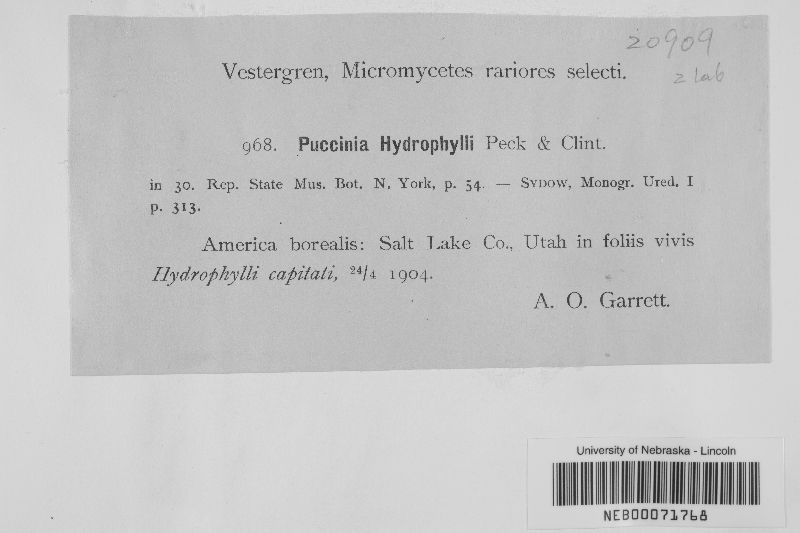 20909
2 lab
Vestergren, Micromycetes rariores selecti.
968. Puccinia Hydrophylli Peck & Clint.
in 30. Rep. State Mus. Bot. N. York, p. 54. — Sydow, Monogr. Ured. I
p. 313.
America borealis: Salt Lake Co., Utah in foliis vivis
Hydrophylli capitati, 24/4 1904.
A. O. Garrett.
University of Nebraska - Lincoln
NEB00071768